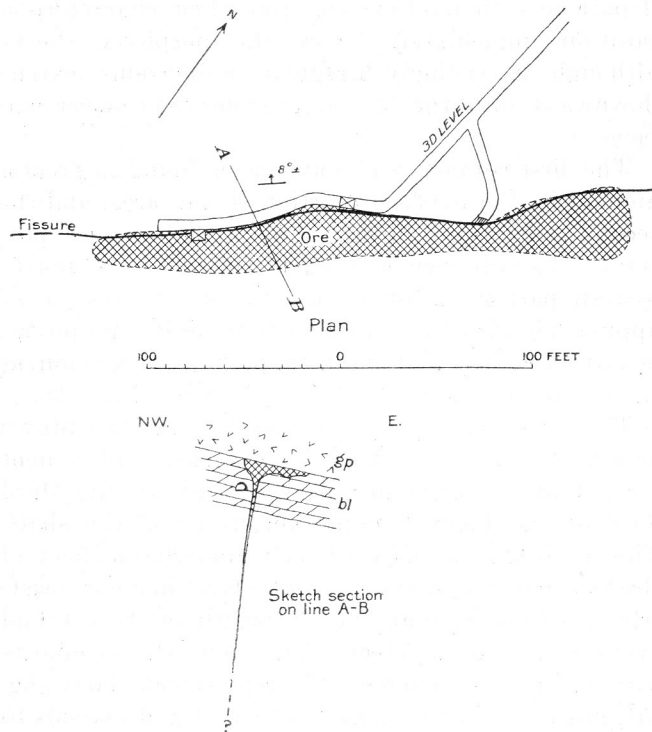 N
3D LEVEL
A
8°±
Fissure
Ore
B
Plan
100 0 100 FEET
NW. E.
gp
bl
Sketch section
on line A-B
?